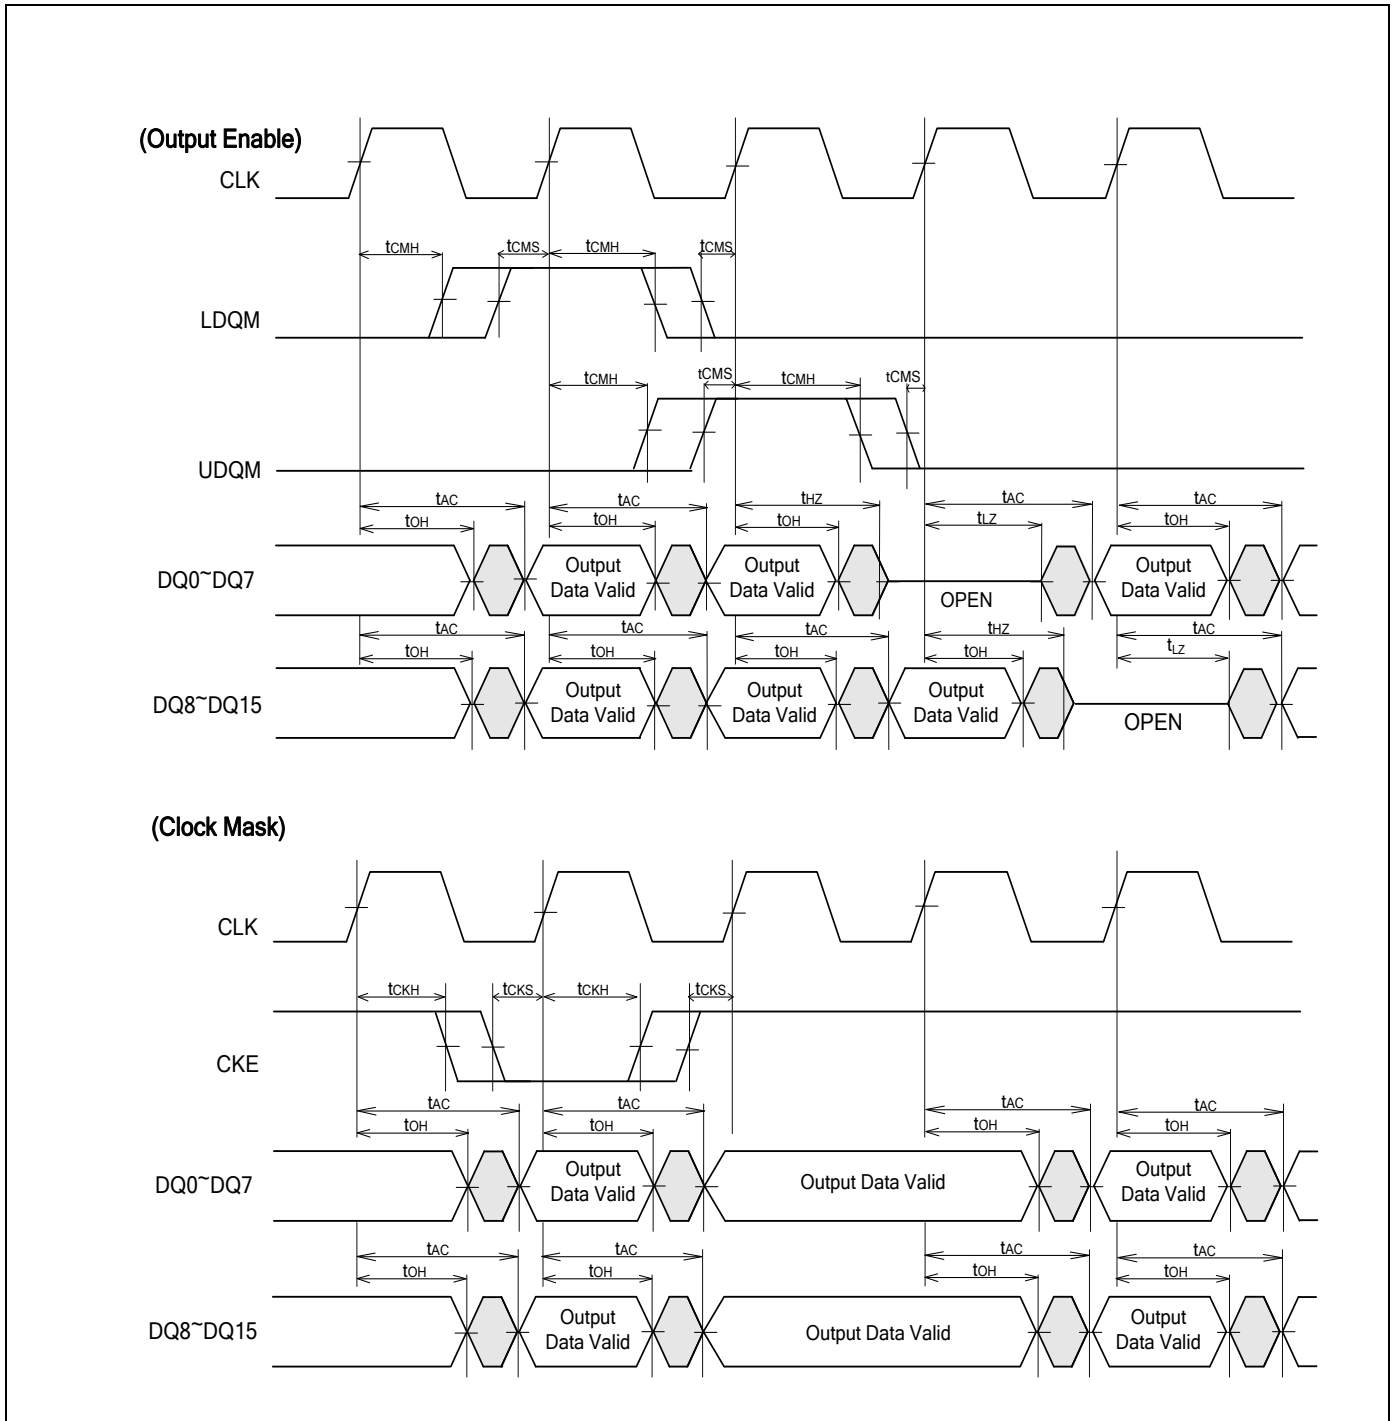 (Output Enable)
CLK
tCMH tCMS tCMH tCMS
LDQM
tCMH tCMS tCMH tCMS
UDQM
tAC tAC tHZ tAC tAC
tOH tOH tOH tLZ tOH
DQ0~DQ7
Output Data Valid
Output Data Valid
OPEN
Output Data Valid
tAC tAC tAC tHZ tAC
tOH tOH tOH tOH tLZ
DQ8~DQ15
Output Data Valid
Output Data Valid
Output Data Valid
OPEN
(Clock Mask)
CLK
tCKH tCKS tCKH tCKS
CKE
tAC tAC tAC tAC
tOH tOH tOH tOH
DQ0~DQ7
Output Data Valid
Output Data Valid
Output Data Valid
tAC tAC tAC tAC
tOH tOH tOH tOH
DQ8~DQ15
Output Data Valid
Output Data Valid
Output Data Valid